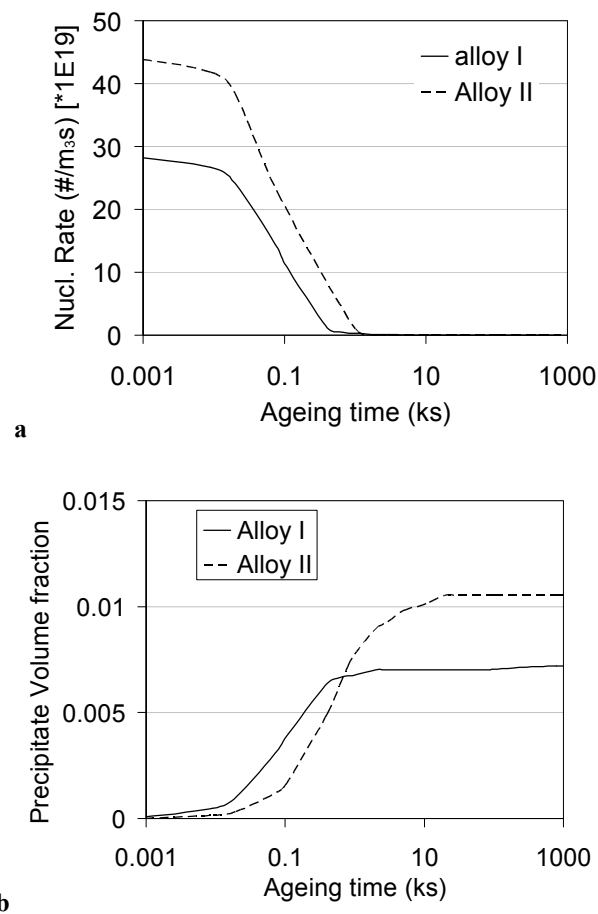 50
40
30
20
10
0
Nucl. Rate (#/m₃s) [*1E19]
alloy I
Alloy II
0.001 0.1 10 1000
Ageing time (ks)
a
0.015
0.01
0.005
0
Precipitate Volume fraction
Alloy I
Alloy II
0.001 0.1 10 1000
Ageing time (ks)
b